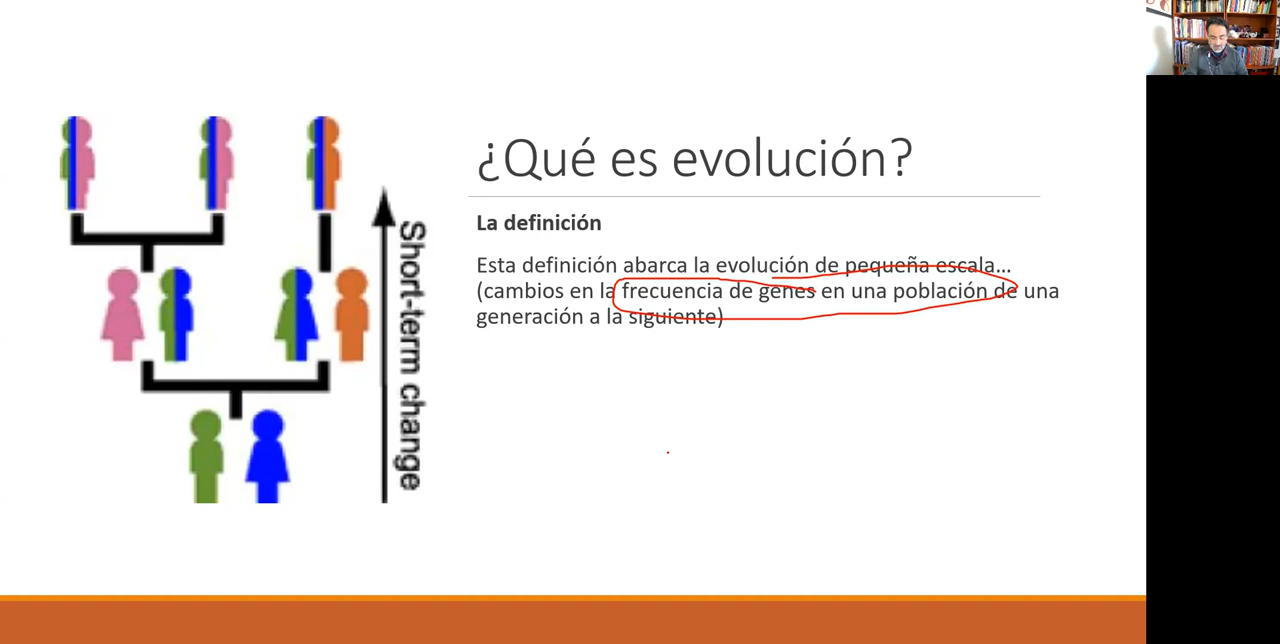 ¿Qué es evolución?
La definición
Esta definición abarca la evolución de pequeña escala…
(cambios en la frecuencia de genes en una población de una
generación a la siguiente)
Short-term change